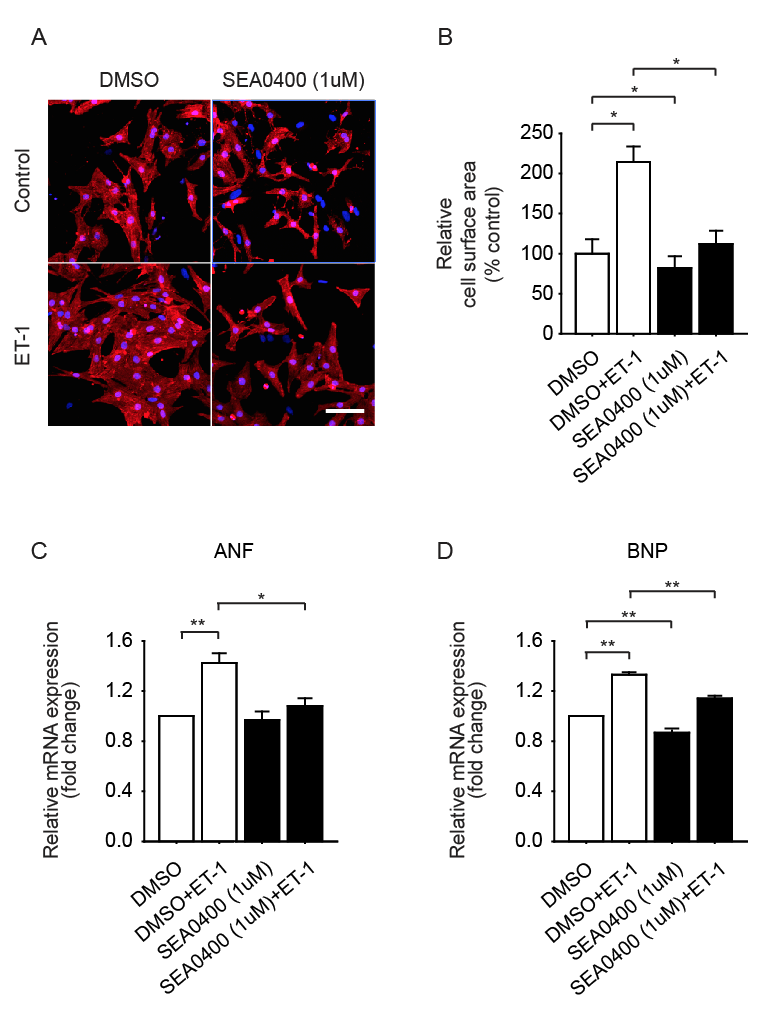 A
DMSO SEA0400 (1uM)
Control
ET-1
B
*
*
*
Relative
cell surface area
(% control)
250
200
150
100
50
0
DMSO
DMSO+ET-1
SEA0400 (1uM)
SEA0400 (1uM)+ET-1
C
ANF
*
**
Relative mRNA expression
(fold change)
1.6
1.2
0.8
0.4
0.0
DMSO
DMSO+ET-1
SEA0400 (1uM)
SEA0400 (1uM)+ET-1
D
BNP
**
**
**
Relative mRNA expression
(fold change)
1.6
1.2
0.8
0.4
0.0
DMSO
DMSO+ET-1
SEA0400 (1uM)
SEA0400 (1uM)+ET-1